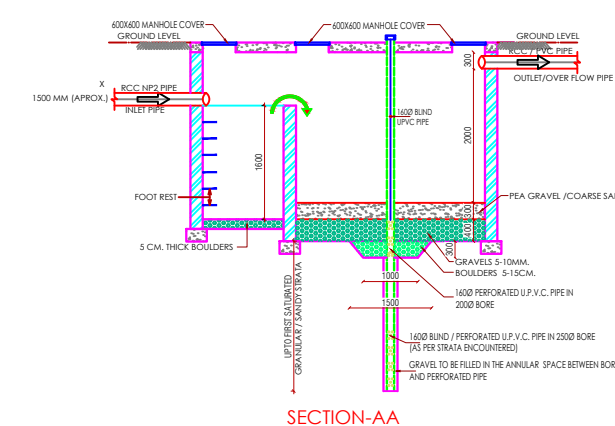 600X600 MANHOLE COVER
GROUND LEVEL
600X600 MANHOLE COVER
GROUND LEVEL
RCC / PVC PIPE
OUTLET/OVER FLOW PIPE
300
X
1500 MM (APROX.)
RCC NP2 PIPE
INLET PIPE
160Ø BLIND
UPVC PIPE
2000
1600
FOOT REST
PEA GRAVEL /COARSE SA
300
400
300
5 CM. THICK BOULDERS
GRAVELS 5-10MM.
BOULDERS 5-15CM.
1000
1500
160Ø PERFORATED U.P.V.C. PIPE IN
200Ø BORE
UPTO FIRST SATURATED
GRANULAR / SANDY STRATA
160Ø BLIND / PERFORATED U.P.V.C. PIPE IN 250Ø BORE
(AS PER STRATA ENCOUNTERED)
GRAVEL TO BE FILLED IN THE ANNULAR SPACE BETWEEN BOR
AND PERFORATED PIPE
SECTION-AA